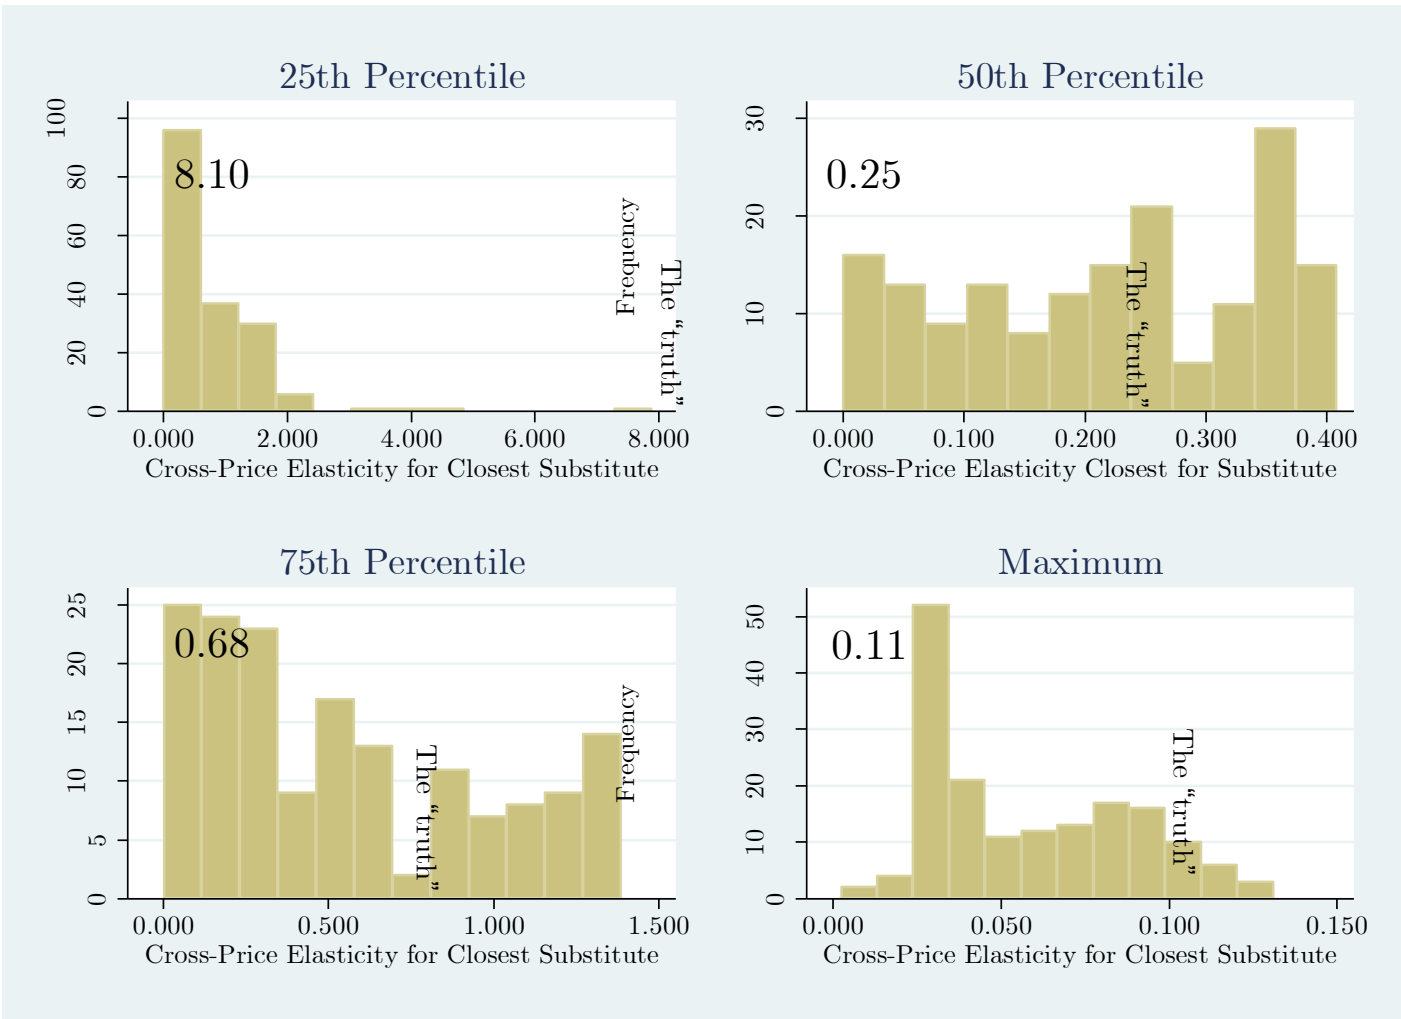 25th Percentile
100
80
60
40
20
0
8.10
Frequency
The “truth”
0.000 2.000 4.000 6.000 8.000
Cross-Price Elasticity for Closest Substitute
50th Percentile
30
20
10
0
0.25
The “truth”
0.000 0.100 0.200 0.300 0.400
Cross-Price Elasticity Closest for Substitute
75th Percentile
25
20
15
10
5
0
0.68
The “truth”
Frequency
0.000 0.500 1.000 1.500
Cross-Price Elasticity for Closest Substitute
Maximum
50
40
30
20
10
0
0.11
The “truth”
0.000 0.050 0.100 0.150
Cross-Price Elasticity for Closest Substitute